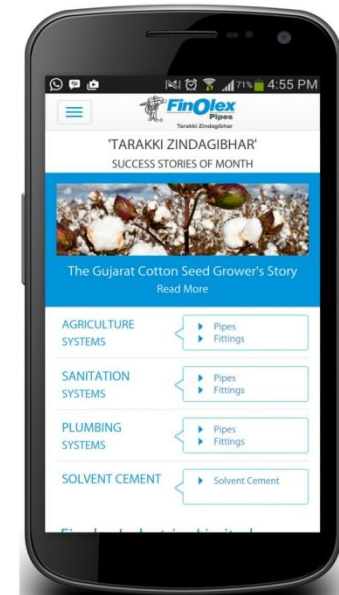 71% 4:55 PM
FinOlex
Pipes
Tarakki Zindagibhar
'TARAKKI ZINDAGIBHAR'
SUCCESS STORIES OF MONTH
The Gujarat Cotton Seed Grower's Story
Read More
AGRICULTURE
SYSTEMS
Pipes
Fittings
SANITATION
SYSTEMS
Pipes
Fittings
PLUMBING
SYSTEMS
Pipes
Fittings
SOLVENT CEMENT
Solvent Cement